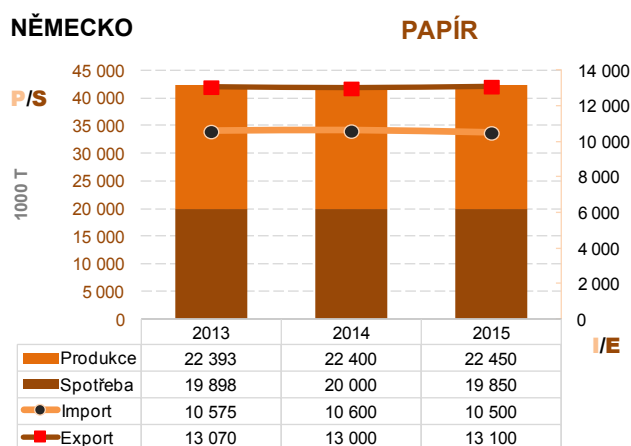 NĚMECKO PAPÍR
P/S
1000 T
45 000
40 000
35 000
30 000
25 000
20 000
15 000
10 000
5 000
0
14 000
12 000
10 000
8 000
6 000
4 000
2 000
0
I/E
2013 2014 2015
Produkce 22 393 22 400 22 450
Spotřeba 19 898 20 000 19 850
Import 10 575 10 600 10 500
Export 13 070 13 000 13 100